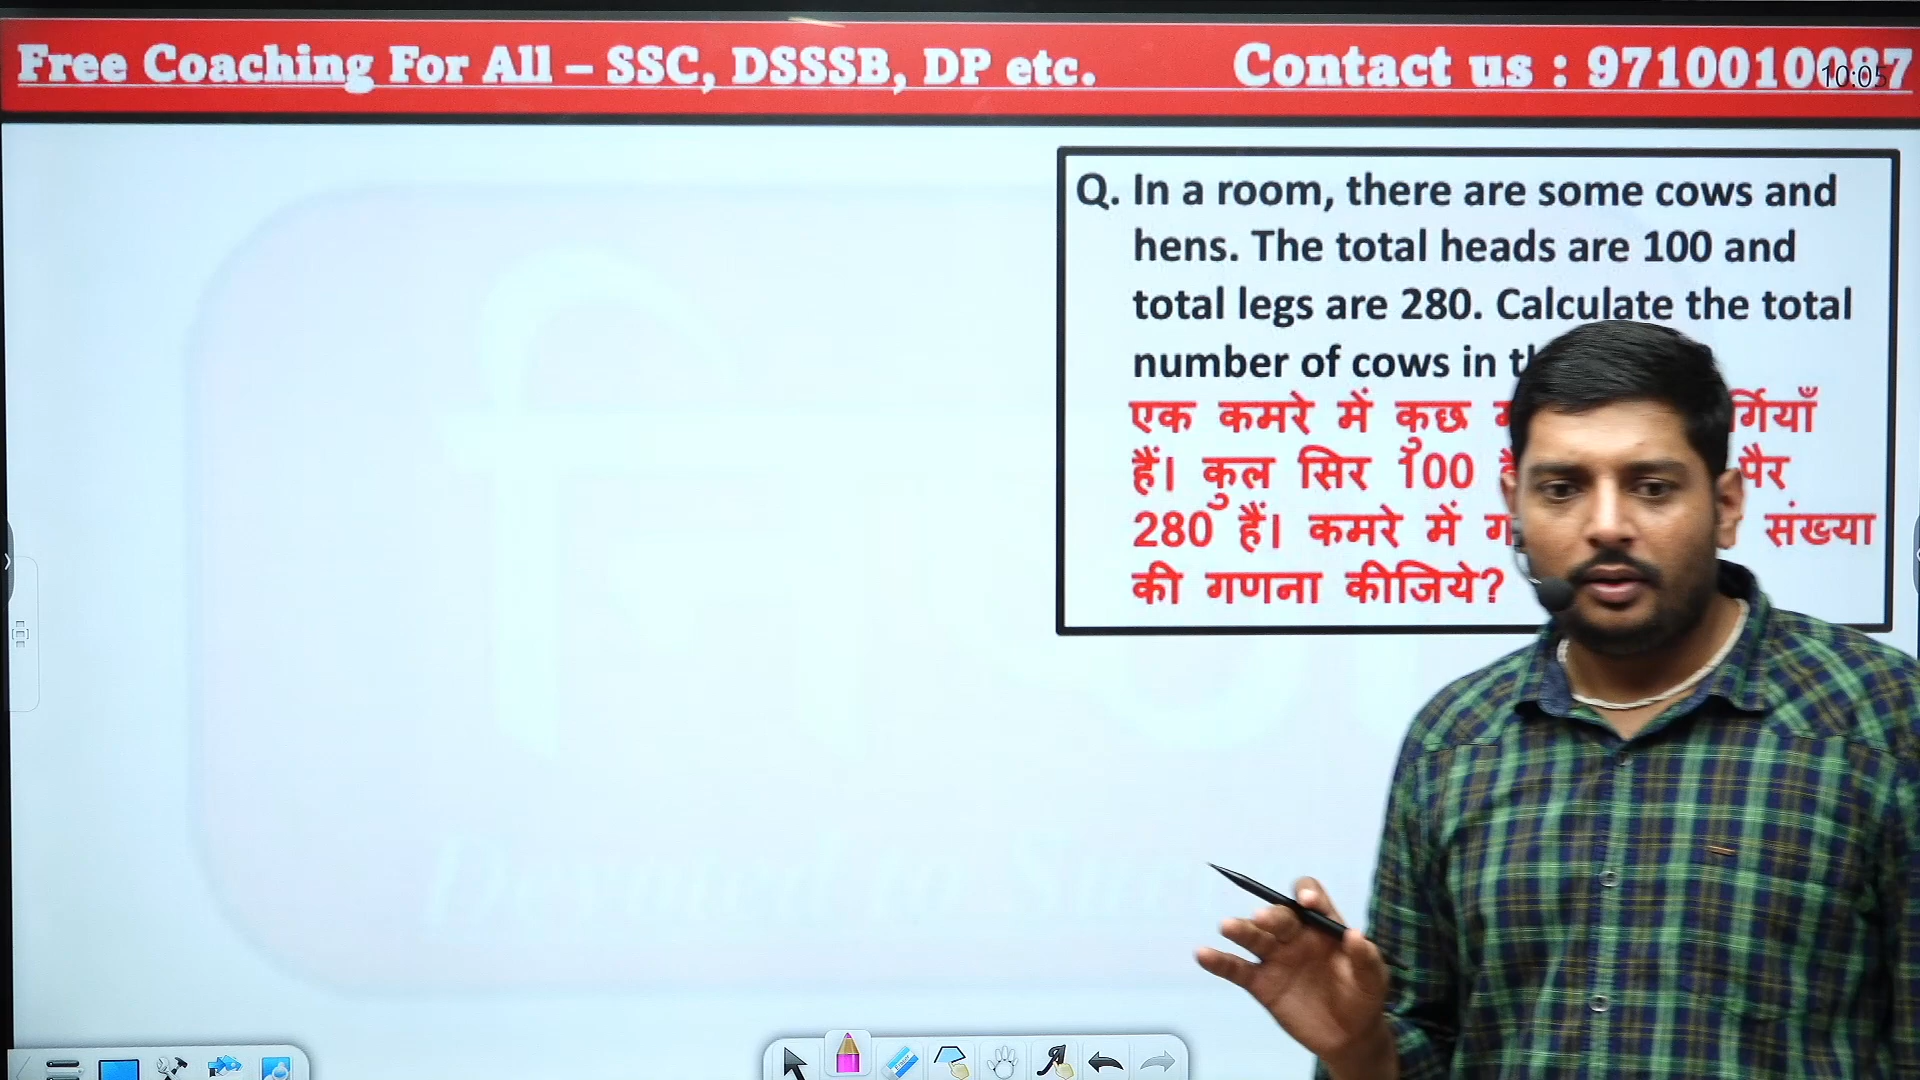 Free Coaching For All – SSC, DSSSB, DP etc.
Contact us : 9710010087
10:05
Q. In a room, there are some cows and
hens. The total heads are 100 and
total legs are 280. Calculate the total
number of cows in
एक कमरे में कुछ
हैं। कुल सिर 100 पैर
280 हैं। कमरे में संख्या
की गणना कीजिये?